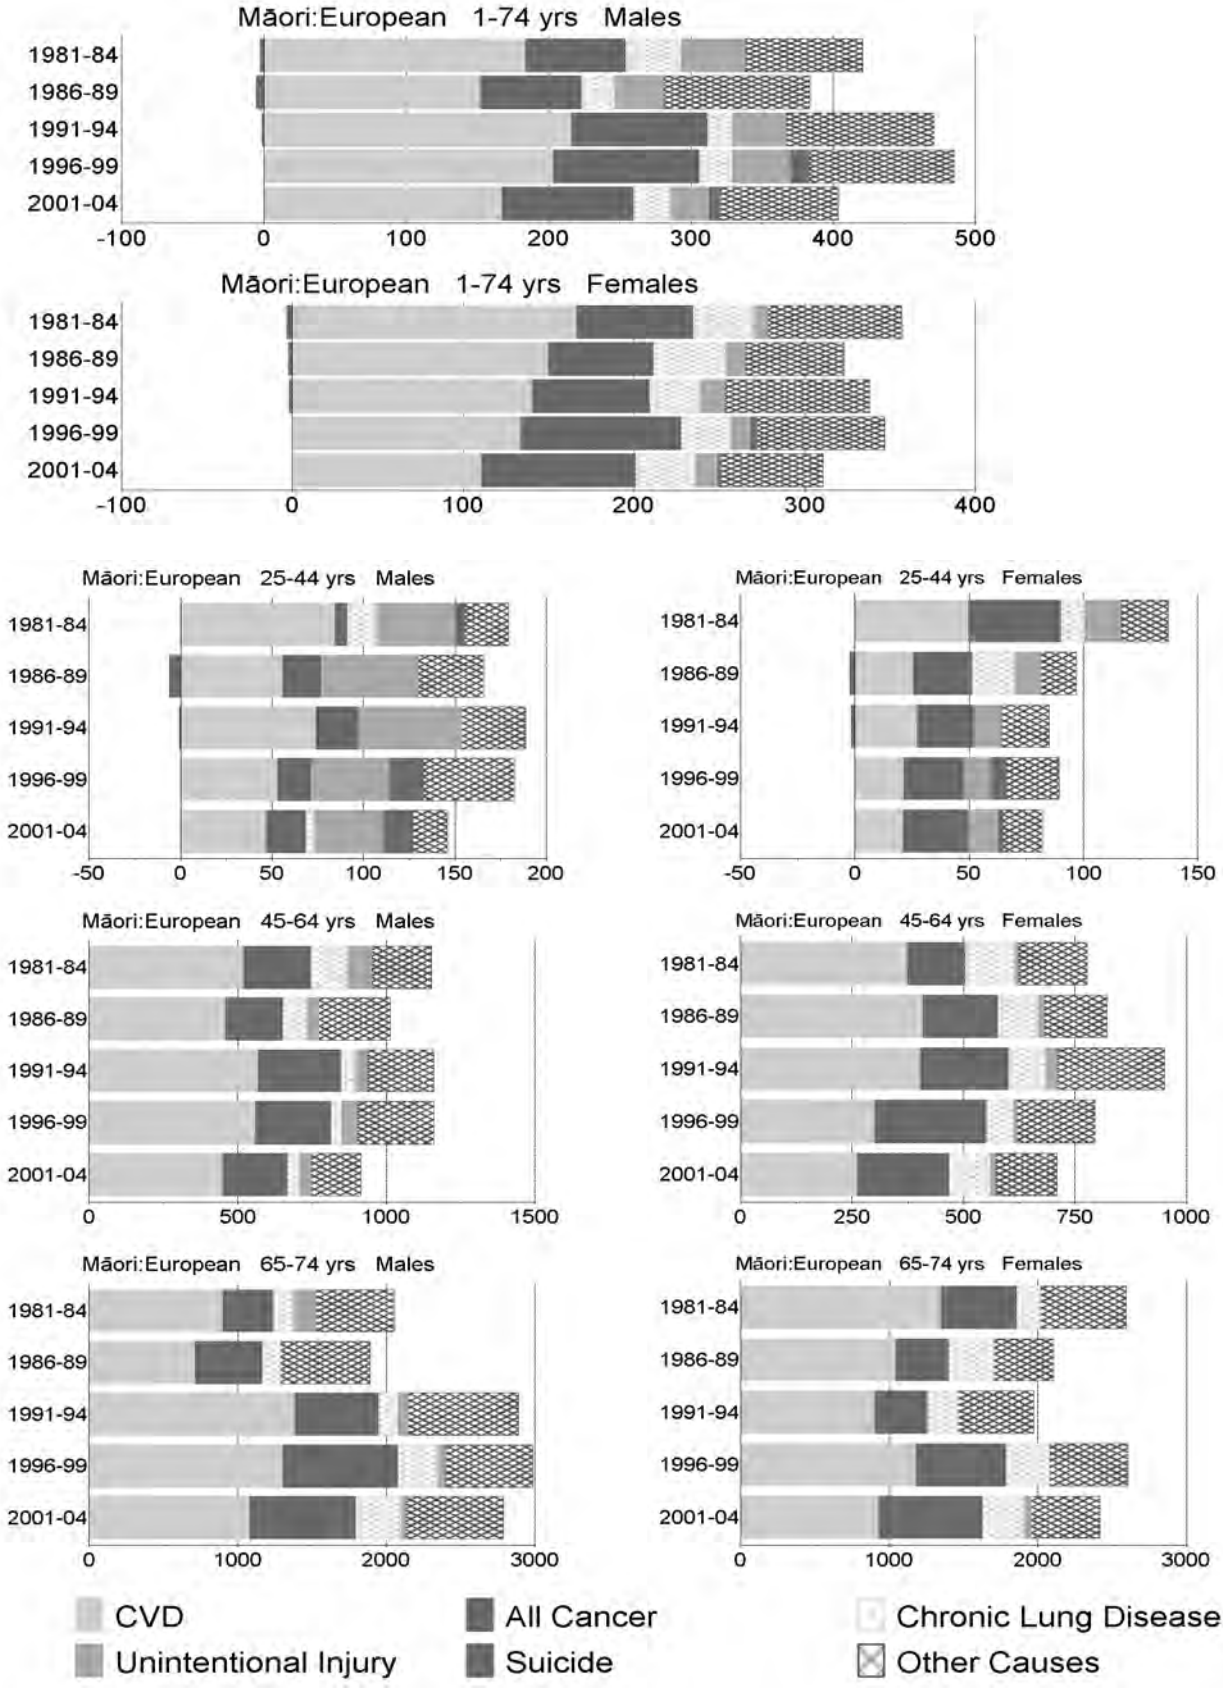 Māori:European 1-74 yrs Males
1981-84
1986-89
1991-94
1996-99
2001-04
-100 0 100 200 300 400 500
Māori:European 1-74 yrs Females
1981-84
1986-89
1991-94
1996-99
2001-04
-100 0 100 200 300 400
Māori:European 25-44 yrs Males
1981-84
1986-89
1991-94
1996-99
2001-04
-50 0 50 100 150 200
Māori:European 25-44 yrs Females
1981-84
1986-89
1991-94
1996-99
2001-04
-50 0 50 100 150
Māori:European 45-64 yrs Males
1981-84
1986-89
1991-94
1996-99
2001-04
0 500 1000 1500
Māori:European 45-64 yrs Females
1981-84
1986-89
1991-94
1996-99
2001-04
0 250 500 750 1000
Māori:European 65-74 yrs Males
1981-84
1986-89
1991-94
1996-99
2001-04
0 1000 2000 3000
Māori:European 65-74 yrs Females
1981-84
1986-89
1991-94
1996-99
2001-04
0 1000 2000 3000
CVD All Cancer Chronic Lung Disease
Unintentional Injury Suicide Other Causes